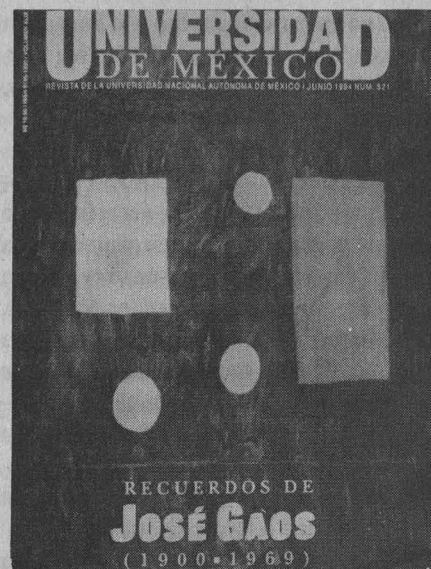 UNIVERSIDAD
DE MÉXICO
REVISTA DE LA UNIVERSIDAD NACIONAL AUTÓNOMA DE MÉXICO / JUNIO 1994 NUM. 521
RECUERDOS DE
JOSÉ GAOS
(1900•1969)